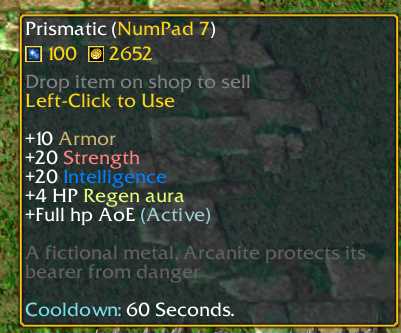 Prismatic (NumPad 7)
100 2652
Drop item on shop to sell
Left-Click to Use
+10 Armor
+20 Strength
+20 Intelligence
+4 HP Regen aura
+Full hp AoE (Active)
A fictional metal, Arcanite protects its
bearer from danger
Cooldown: 60 Seconds.